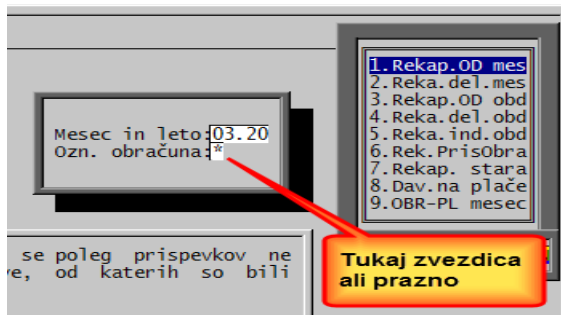 1.Rekap.OD mes
2.Reka.del.mes
3.Rekap.OD obd
4.Reka.del.obd
5.Reka.ind.obd
6.Rek.PrisObra
7.Rekap. stara
8.Dav.na plače
9.OBR-PL mesec
Mesec in leto:03.20
Ozn. obračuna:*
se poleg prispevkov ne
ve, od katerih so bili
Tukaj zvezdica
ali prazno